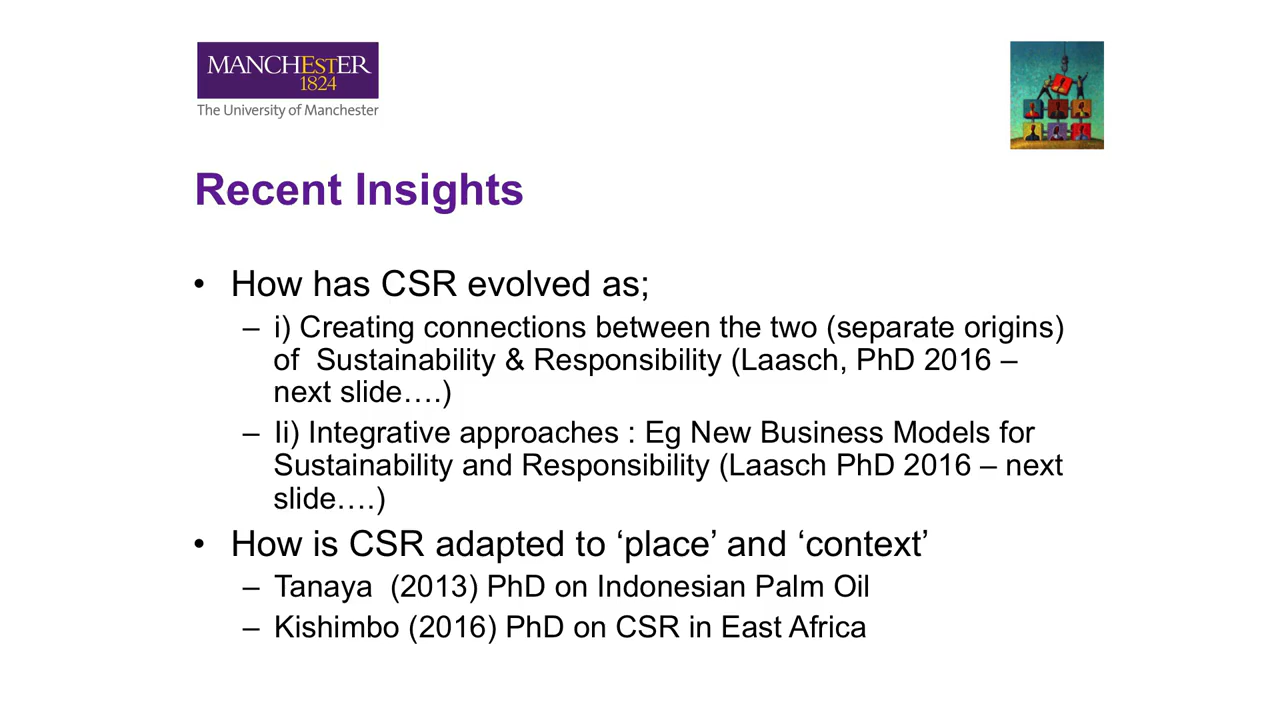 MANCHESTER
1824
The University of Manchester
Recent Insights
• How has CSR evolved as;
– i) Creating connections between the two (separate origins)
of  Sustainability & Responsibility (Laasch, PhD 2016 –
next slide….)
– Ii) Integrative approaches : Eg New Business Models for
Sustainability and Responsibility (Laasch PhD 2016 – next
slide….)
• How is CSR adapted to ‘place’ and ‘context’
– Tanaya  (2013) PhD on Indonesian Palm Oil
– Kishimbo (2016) PhD on CSR in East Africa